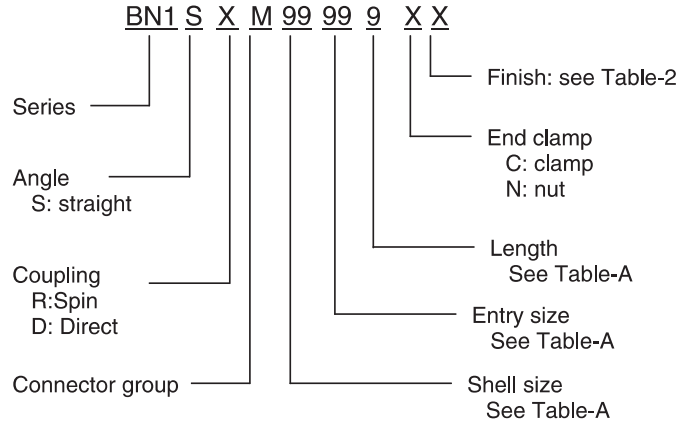 BN1 S X M 99 99 9 X X
Finish: see Table-2
Series
End clamp
C: clamp
N: nut
Angle
S: straight
Length
See Table-A
Coupling
R:Spin
D: Direct
Entry size
See Table-A
Connector group
Shell size
See Table-A